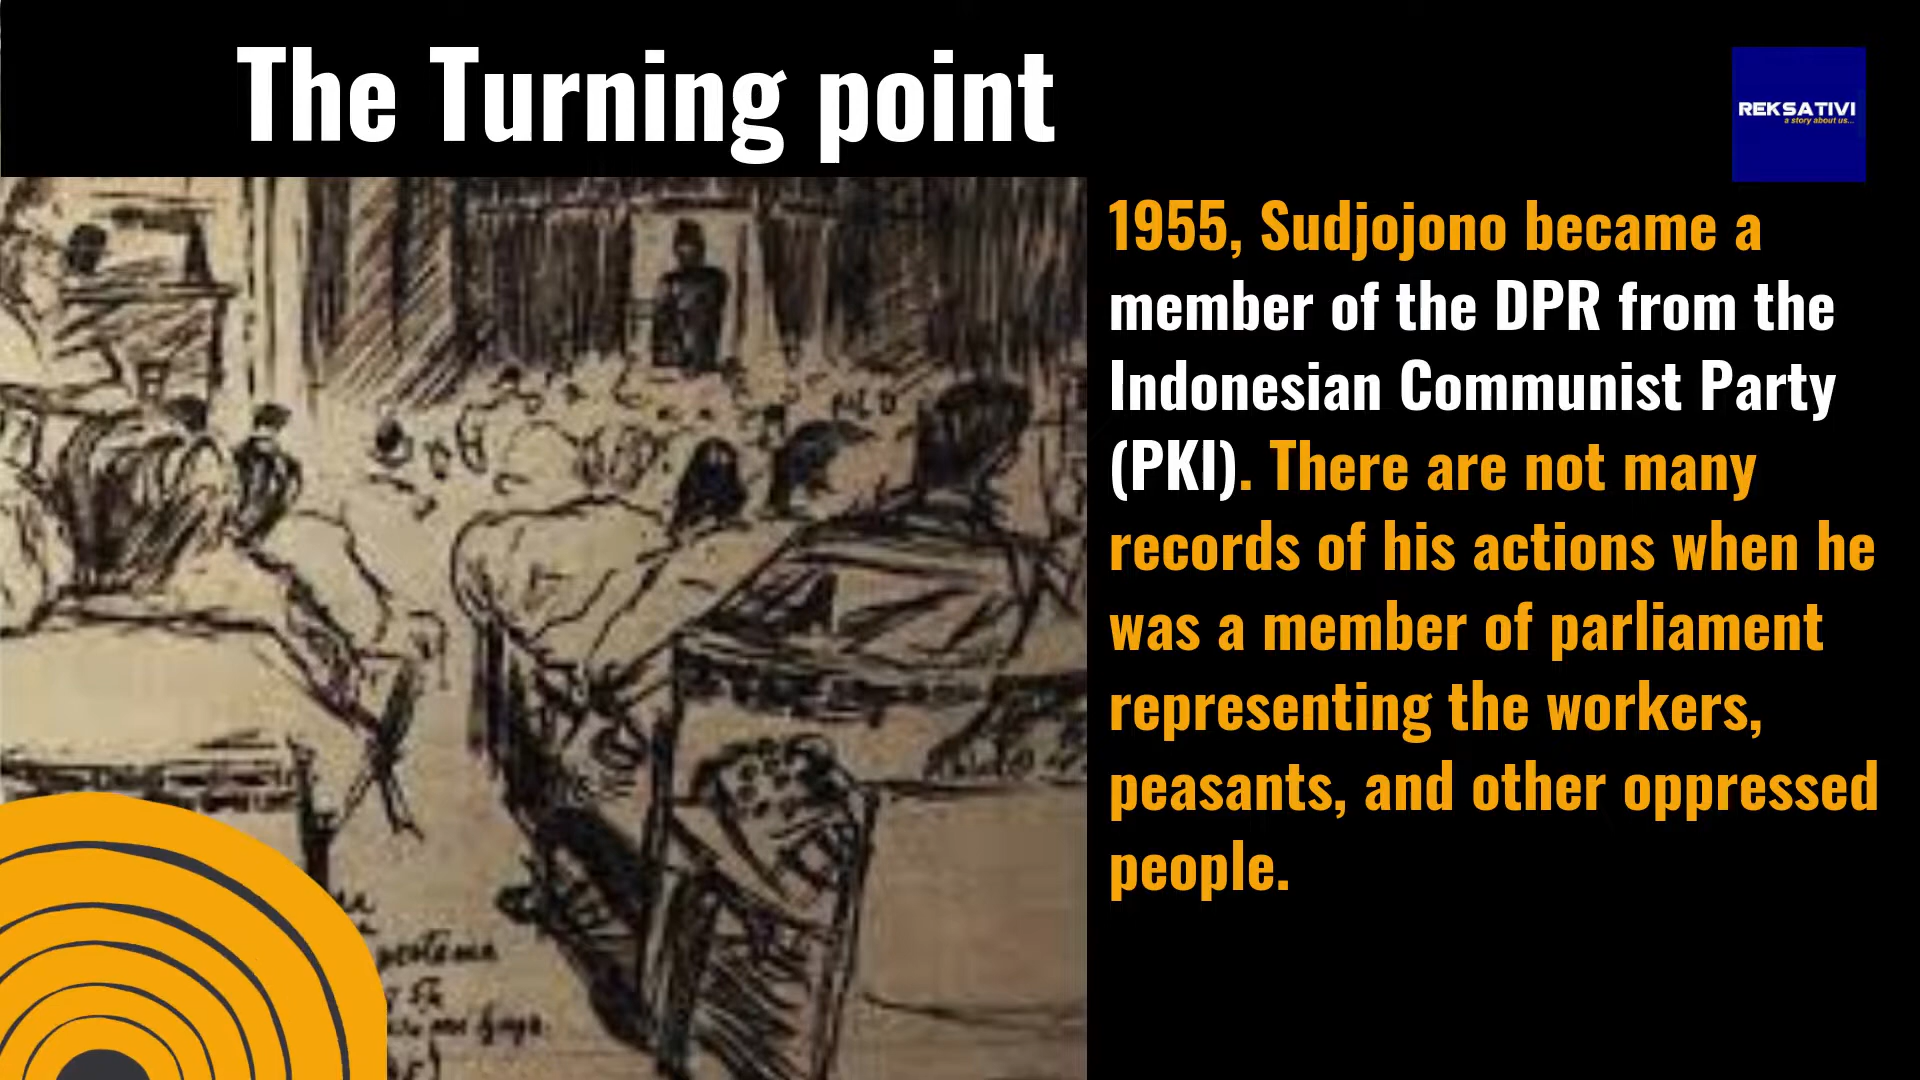 The Turning point
REKSATIVI
a story about us...
1955, Sudjojono became a
member of the DPR from the
Indonesian Communist Party
(PKI). There are not many
records of his actions when he
was a member of parliament
representing the workers,
peasants, and other oppressed
people.